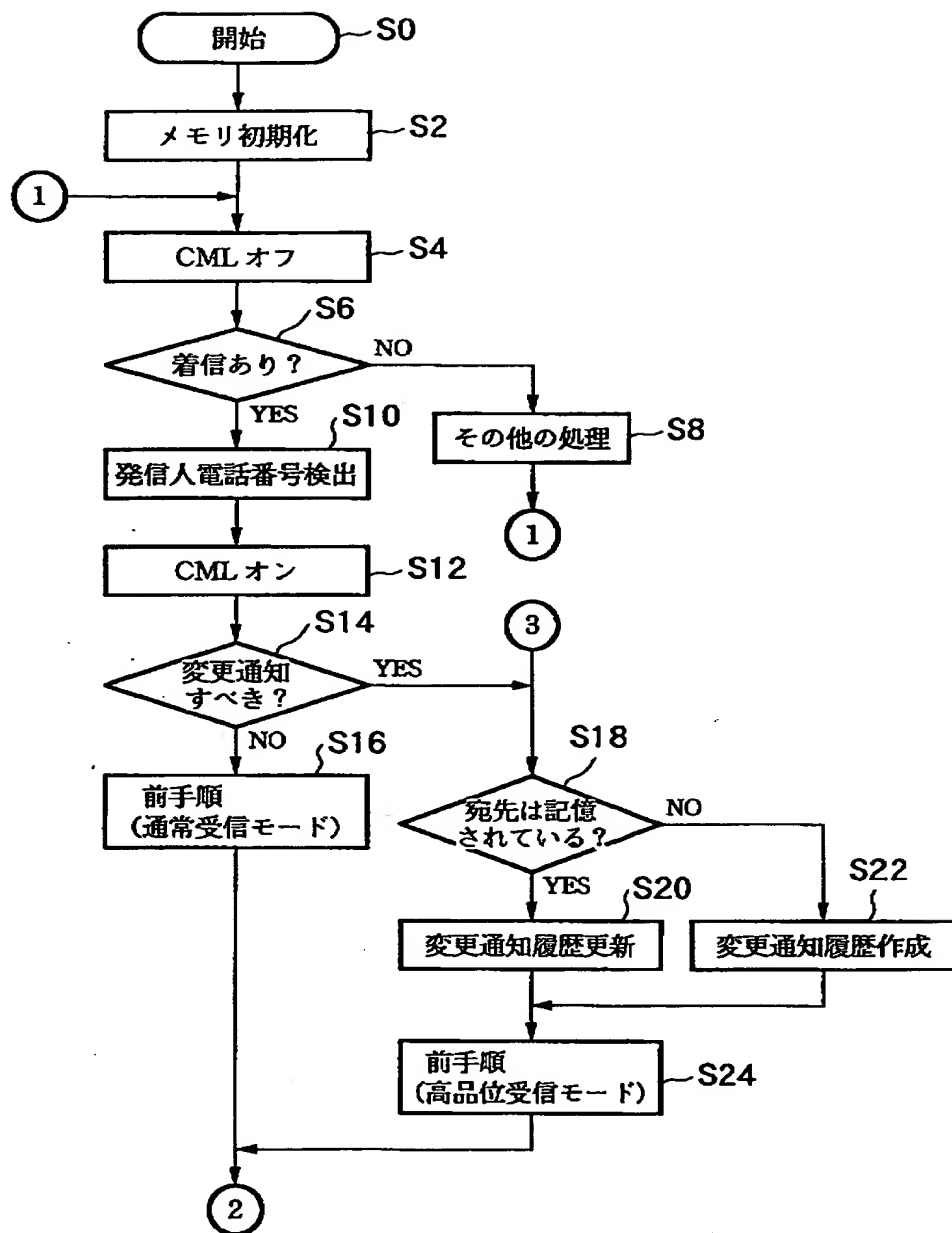 開始
S0
メモリ初期化
S2
1
CML オフ
S4
S6
着信あり？
NO
YES
S10
発信人電話番号検出
その他の処理
S8
1
CML オン
S12
S14
3
変更通知
すべき？
YES
NO
S16
前手順
（通常受信モード）
S18
宛先は記憶
されている？
NO
YES
S20
変更通知履歴更新
S22
変更通知履歴作成
前手順
（高品位受信モード）
S24
2